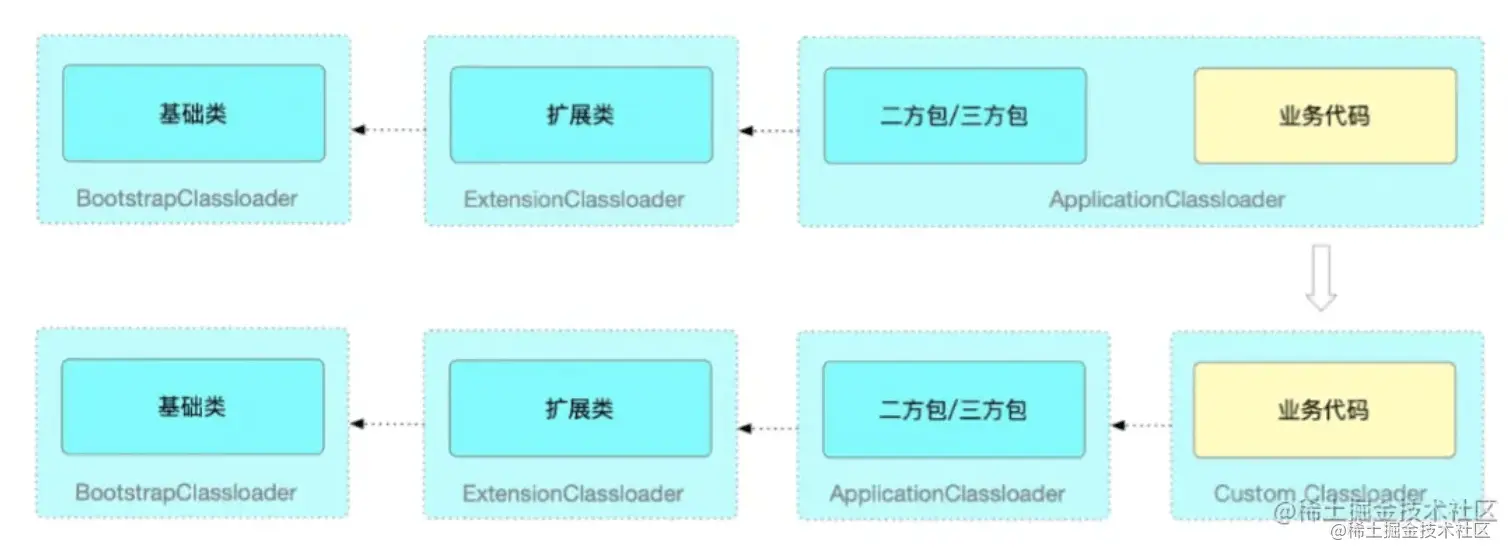 基础类
扩展类
二方包/三方包
业务代码
BootstrapClassloader
ExtensionClassloader
ApplicationClassloader
基础类
扩展类
二方包/三方包
业务代码
BootstrapClassloader
ExtensionClassloader
ApplicationClassloader
Custom Classloader
@稀土掘金技术社区
@稀土掘金技术社区